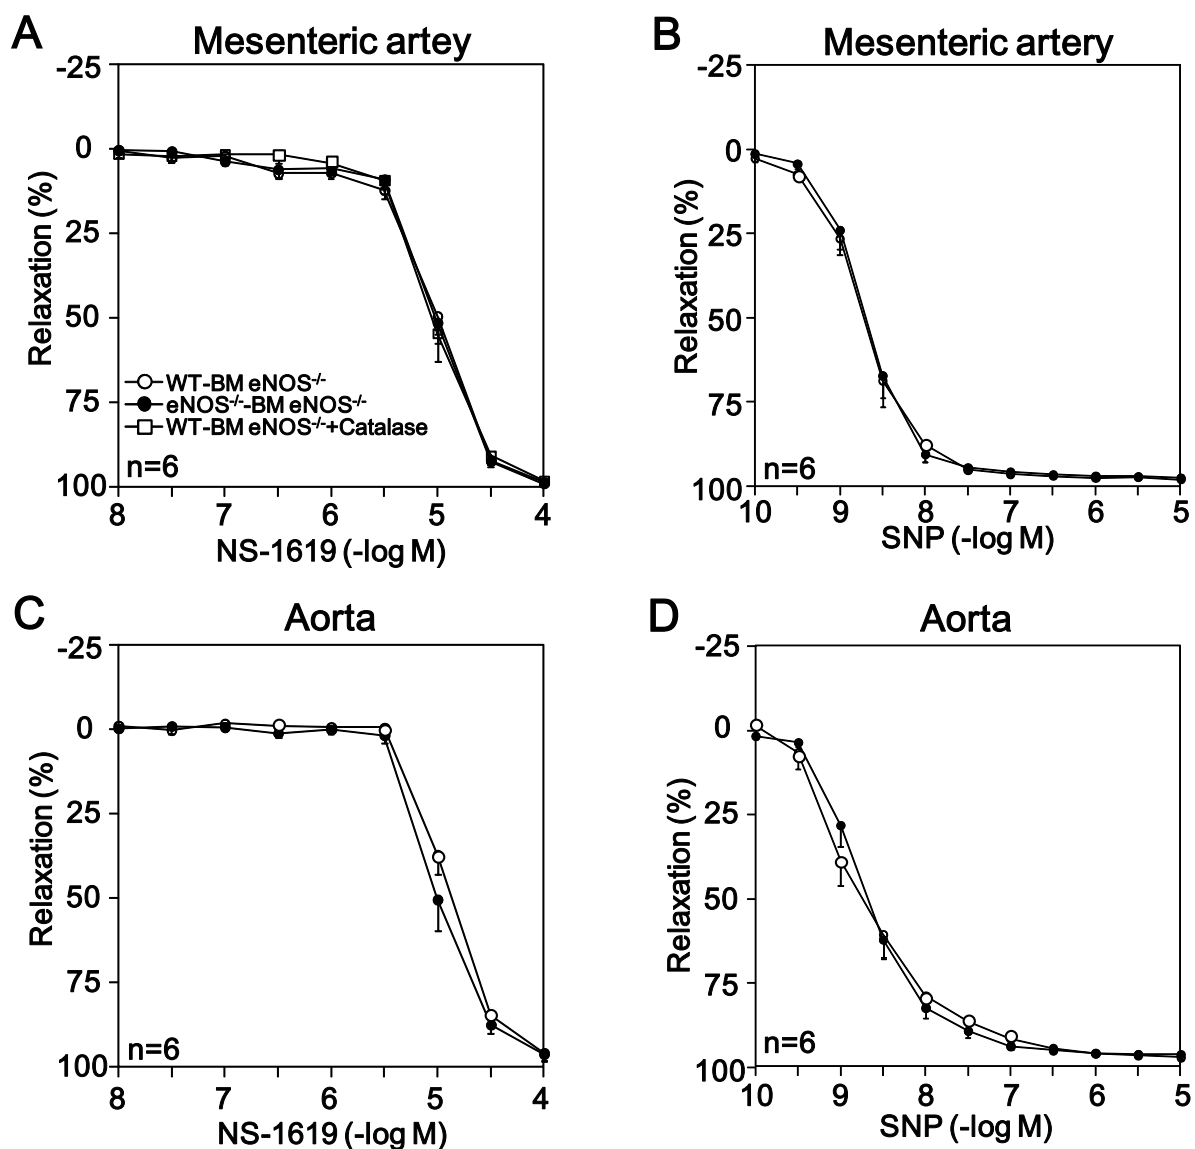 A
Mesenteric artey
-25
0
25
50
75
100
Relaxation (%)
WT-BM eNOS-/-
eNOS-/--BM eNOS-/-
WT-BM eNOS-/-+Catalase
n=6
8 7 6 5 4
NS-1619 (-log M)
B
Mesenteric artery
-25
0
25
50
75
100
Relaxation (%)
n=6
10 9 8 7 6 5
SNP (-log M)
C
Aorta
-25
0
25
50
75
100
Relaxation (%)
n=6
8 7 6 5 4
NS-1619 (-log M)
D
Aorta
-25
0
25
50
75
100
Relaxation (%)
n=6
10 9 8 7 6 5
SNP (-log M)